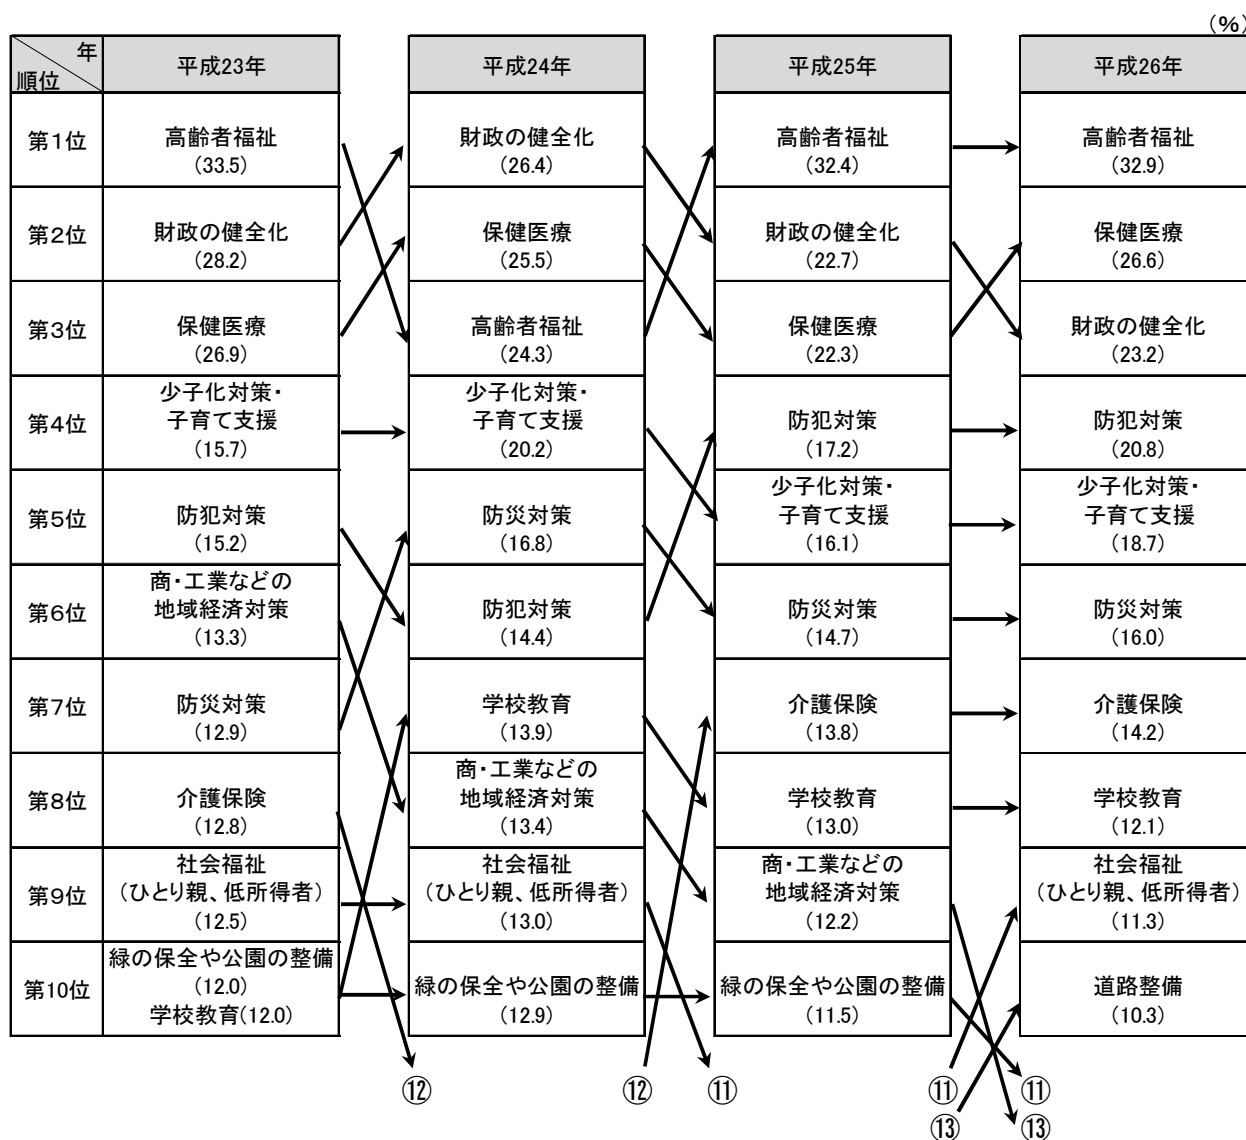 (%)
年
順位
平成23年
平成24年
平成25年
平成26年
第1位
高齢者福祉
(33.5)
財政の健全化
(26.4)
高齢者福祉
(32.4)
高齢者福祉
(32.9)
第2位
財政の健全化
(28.2)
保健医療
(25.5)
財政の健全化
(22.7)
保健医療
(26.6)
第3位
保健医療
(26.9)
高齢者福祉
(24.3)
保健医療
(22.3)
財政の健全化
(23.2)
第4位
少子化対策・
子育て支援
(15.7)
少子化対策・
子育て支援
(20.2)
防犯対策
(17.2)
防犯対策
(20.8)
第5位
防犯対策
(15.2)
防災対策
(16.8)
少子化対策・
子育て支援
(16.1)
少子化対策・
子育て支援
(18.7)
第6位
商・工業などの
地域経済対策
(13.3)
防犯対策
(14.4)
防災対策
(14.7)
防災対策
(16.0)
第7位
防災対策
(12.9)
学校教育
(13.9)
介護保険
(13.8)
介護保険
(14.2)
第8位
介護保険
(12.8)
商・工業などの
地域経済対策
(13.4)
学校教育
(13.0)
学校教育
(12.1)
第9位
社会福祉
(ひとり親、低所得者)
(12.5)
社会福祉
(ひとり親、低所得者)
(13.0)
商・工業などの
地域経済対策
(12.2)
社会福祉
(ひとり親、低所得者)
(11.3)
第10位
緑の保全や公園の整備
(12.0)
学校教育(12.0)
緑の保全や公園の整備
(12.9)
緑の保全や公園の整備
(11.5)
道路整備
(10.3)
⑫
⑫
⑪
⑪
⑪
⑬
⑬